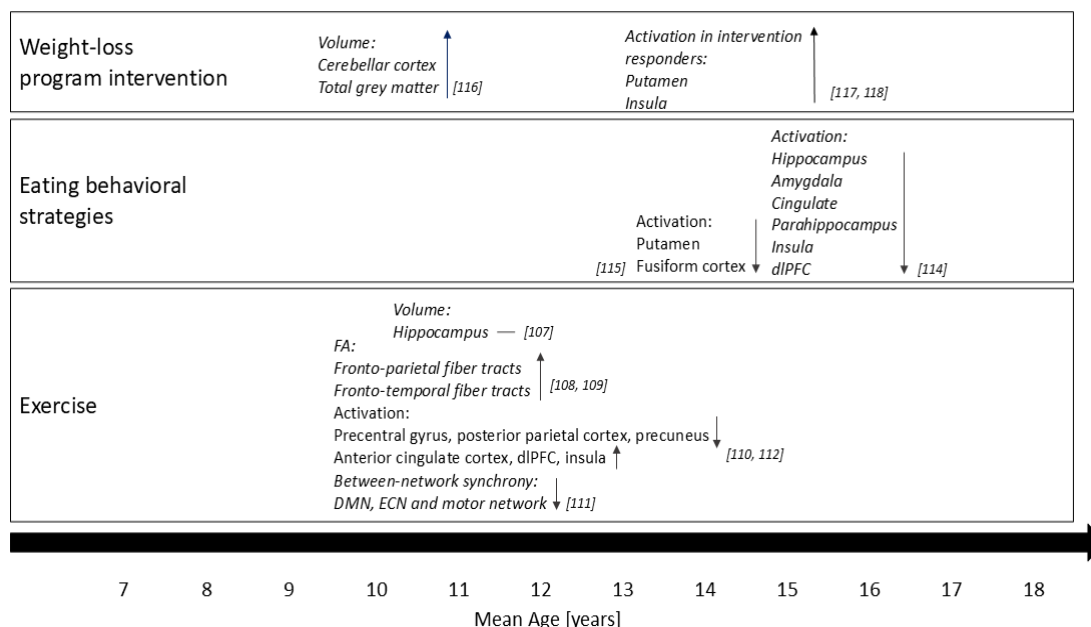 Weight-loss
program intervention
Volume:
Cerebellar cortex
Total grey matter
[116]
Activation in intervention
responders:
Putamen
Insula
[117, 118]
Eating behavioral
strategies
[115]
Activation:
Putamen
Fusiform cortex
Activation:
Hippocampus
Amygdala
Cingulate
Parahippocampus
Insula
dlPFC
[114]
Exercise
Volume:
Hippocampus — [107]
FA:
Fronto-parietal fiber tracts
Fronto-temporal fiber tracts
[108, 109]
Activation:
Precentral gyrus, posterior parietal cortex, precuneus
Anterior cingulate cortex, dlPFC, insula
[110, 112]
Between-network synchrony:
DMN, ECN and motor network
[111]
7 8 9 10 11 12 13 14 15 16 17 18
Mean Age [years]